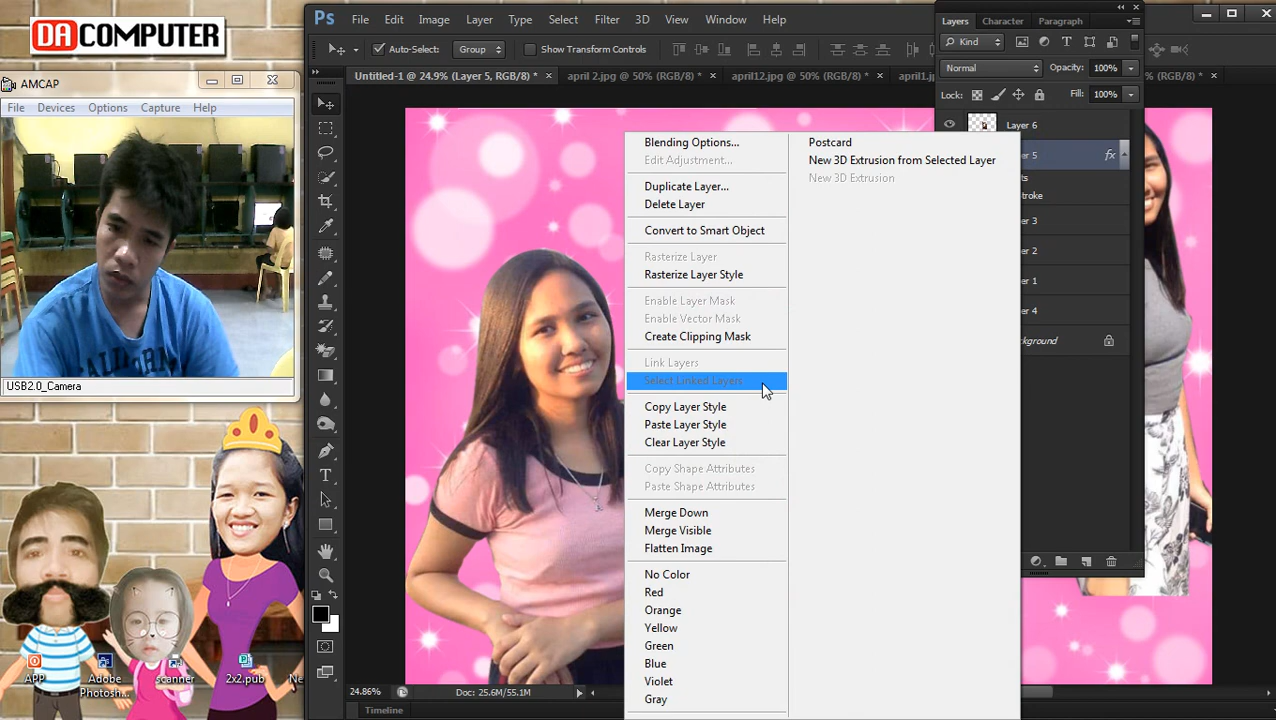 DA COMPUTER
AMCAP
File Devices Options Capture Help
CALIFORNIA
USB2.0_Camera
APP
Adobe Photosh...
scanner
2x2.pub
Ps File Edit Image Layer Type Select Filter 3D View Help
Auto-Select: Group Show Transform Controls
Untitled-1 @ 24.9% (Layer 5, RGB/8) *
april 2.jpg @ 50% (RGB/8) *
april12.jpg @ 50% (RGB/8) *
april1.j
% (RGB/8) *
Layers Character Paragraph
Kind
Normal Opacity: 100%
Lock: Fill: 100%
Layer 6
er 5 fx
ts
troke
er 3
er 2
er 1
er 4
ckground
Blending Options...
Edit Adjustment...
Duplicate Layer...
Delete Layer
Convert to Smart Object
Rasterize Layer
Rasterize Layer Style
Enable Layer Mask
Enable Vector Mask
Create Clipping Mask
Link Layers
Select Linked Layers
Copy Layer Style
Paste Layer Style
Clear Layer Style
Copy Shape Attributes
Paste Shape Attributes
Merge Down
Merge Visible
Flatten Image
No Color
Red
Orange
Yellow
Green
Blue
Violet
Gray
Postcard
New 3D Extrusion from Selected Layer
New 3D Extrusion
24.86% Doc: 25.6M/55.1M
Timeline